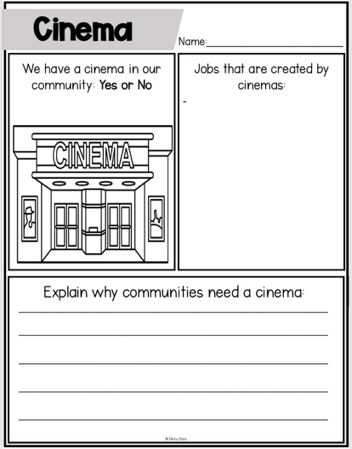 Cinema
Name:
We have a cinema in our
community: Yes or No
CINEMA
Jobs that are created by
cinemas:
-
Explain why communities need a cinema: